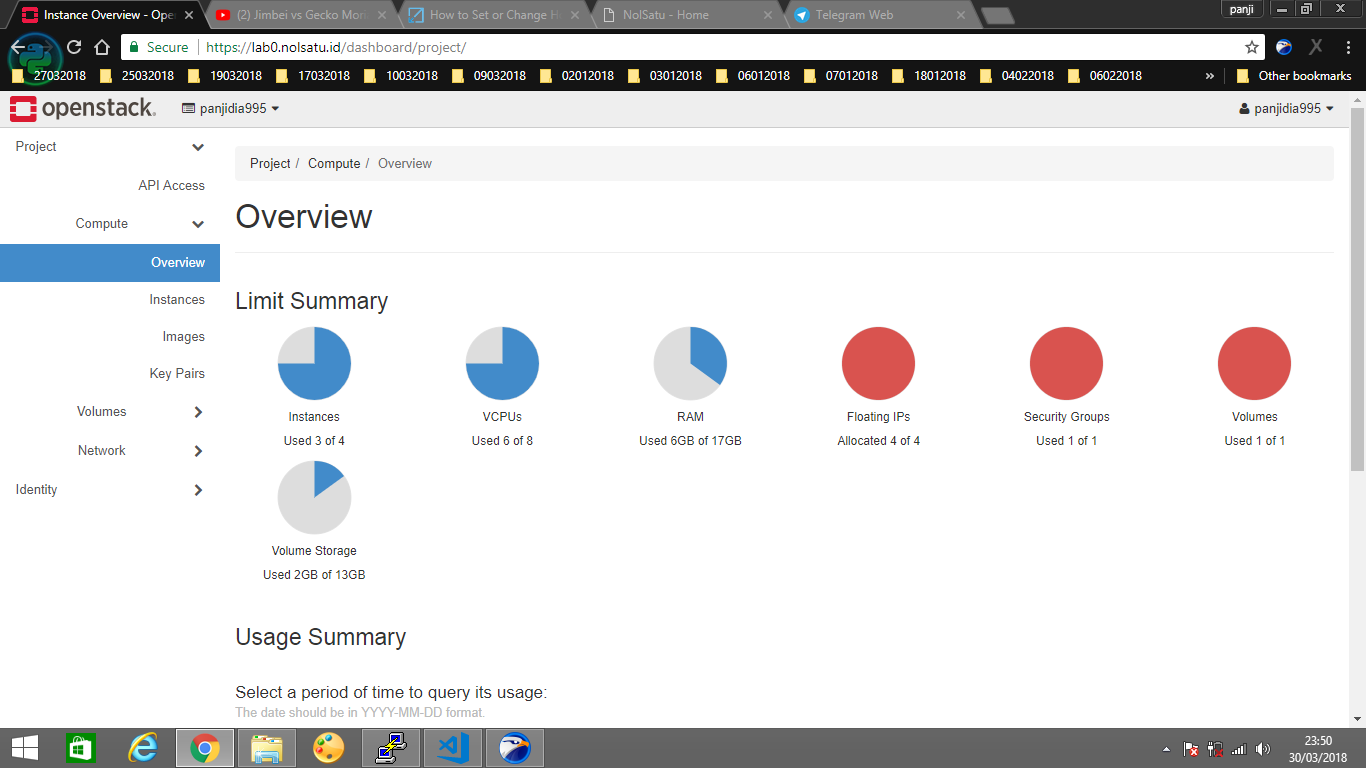 Instance Overview - Ope
(2) Jimbei vs Gecko Mori
How to Set or Change H
NolSatu - Home
Telegram Web
panji
Secure
https://lab0.nolsatu.id/dashboard/project/
27032018 25032018 19032018 17032018 10032018 09032018 02012018 03012018 06012018 07012018 18012018 04022018 06022018 » Other bookmarks
openstack.
panjidia995
panjidia995
Project
API Access
Compute
Overview
Instances
Images
Key Pairs
Volumes
Network
Identity
Project / Compute / Overview
Overview
Limit Summary
Instances
Used 3 of 4
VCPUs
Used 6 of 8
RAM
Used 6GB of 17GB
Floating IPs
Allocated 4 of 4
Security Groups
Used 1 of 1
Volumes
Used 1 of 1
Volume Storage
Used 2GB of 13GB
Usage Summary
Select a period of time to query its usage:
The date should be in YYYY-MM-DD format.
23:50
30/03/2018